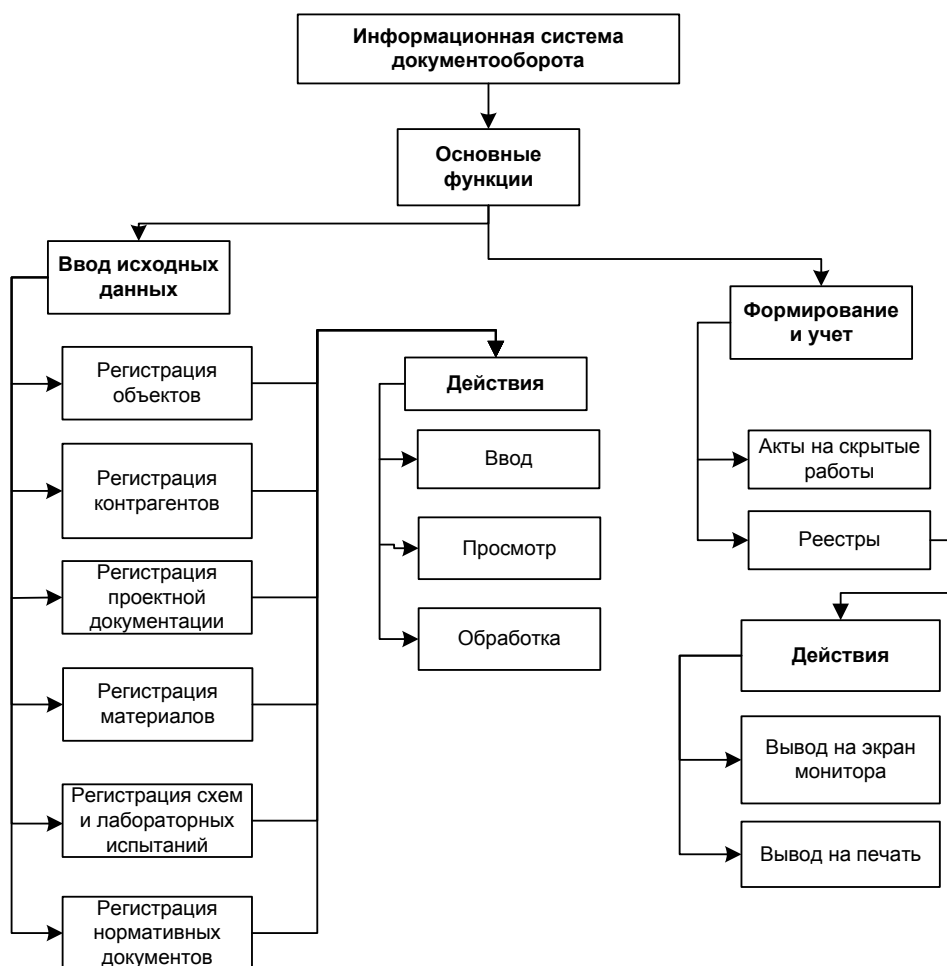 Информационная система
документооборота
Основные
функции
Ввод исходных
данных
Регистрация
объектов
Регистрация
контрагентов
Регистрация
проектной
документации
Регистрация
материалов
Регистрация схем
и лабораторных
испытаний
Регистрация
нормативных
документов
Действия
Ввод
Просмотр
Обработка
Формирование
и учет
Акты на скрытые
работы
Реестры
Действия
Вывод на экран
монитора
Вывод на печать